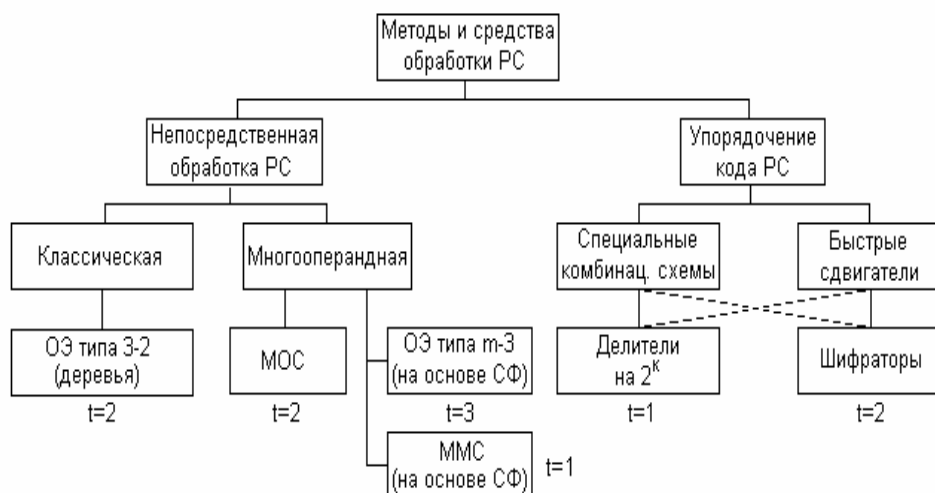 Методы и средства
обработки РС
Непосредственная
обработка РС
Упорядочение
кода РС
Классическая
Многооперандная
Специальные
комбинац. схемы
Быстрые
сдвигатели
ОЭ типа 3-2
(деревья)
МОС
ОЭ типа m-3
(на основе СФ)
Делители
на 2ᴷ
Шифраторы
t=2
t=2
t=3
t=1
t=2
ММС
(на основе СФ)
t=1